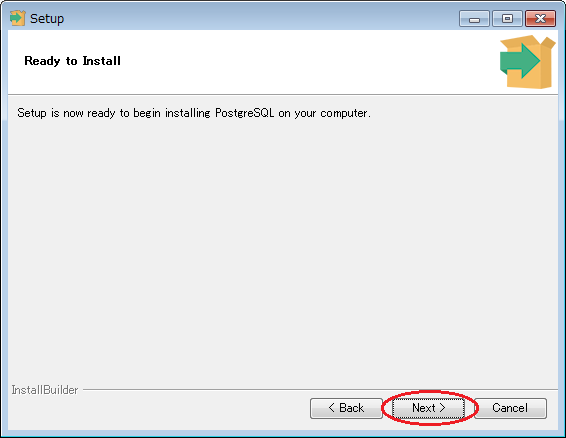 Setup
Ready to Install
Setup is now ready to begin installing PostgreSQL on your computer.
InstallBuilder
< Back
Next >
Cancel